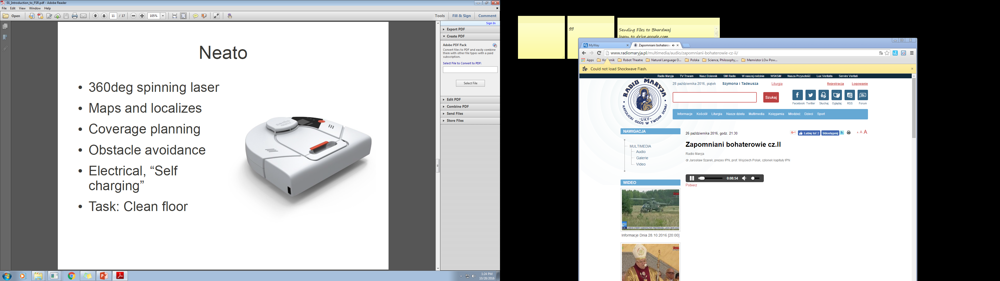 01_Introduction_to_FSR.pdf - Adobe Reader
File Edit View Window Help
Open 11 / 17 105% Tools Fill & Sign Comment
Neato
• 360deg spinning laser
• Maps and localizes
• Coverage planning
• Obstacle avoidance
• Electrical, “Self
charging”
• Task: Clean floor
neato
Sign In
Export PDF
Create PDF
Adobe PDF Pack
Convert files to PDF and easily combine
them with other file types with a paid
subscription.
Select File to Convert to PDF:
Select File
Edit PDF
Combine PDF
Send Files
Store Files
1:24 PM
10/28/2016
gg
Sending Files to Bhardwaj
logon to drive.google.com
MyWay
Zapomniani bohaterov
www.radiomaryja.pl/multimedia/audio/zapomniani-bohaterowie-cz-ii/
Apps Robot Theatre Natural Language O... Polska Science, Philosophy,... Memristor LOw Pow...
Could not load Shockwave Flash.
Radio Maryja TV Trwam Nasz Dziennik SIM Radio W naszej rodzinie WSKSiM Nasza Przyszłość Lux Veritatis Servire Veritati
28 października 2016, piątek Szymona i Tadeusza Liturgia Rejestracja Logowanie
RADIO MARYJA
KATOLICKI GŁOS W TWOIM DOMU
UKF
Szukaj
Facebook Twitter Słuchaj Oglądaj RSS Forum
Informacje Kościół Liturgia Nasze dzieła Multimedia Księgarnia Młodzież Dzieci Sport
NAWIGACJA
MULTIMEDIA
Audio
Galerie
Video
26 października 2016, godz. 21:30
G+1 Lubię to! 2 Udostępnij A A A
Zapomniani bohaterowie cz.II
Radio Maryja
dr Jarosław Szarek, prezes IPN, prof. Wojciech Polak, członek kapituły IPN
0:08:54
Pobierz
WIDEO
Informacje Dnia 28.10.2016 [20:00]